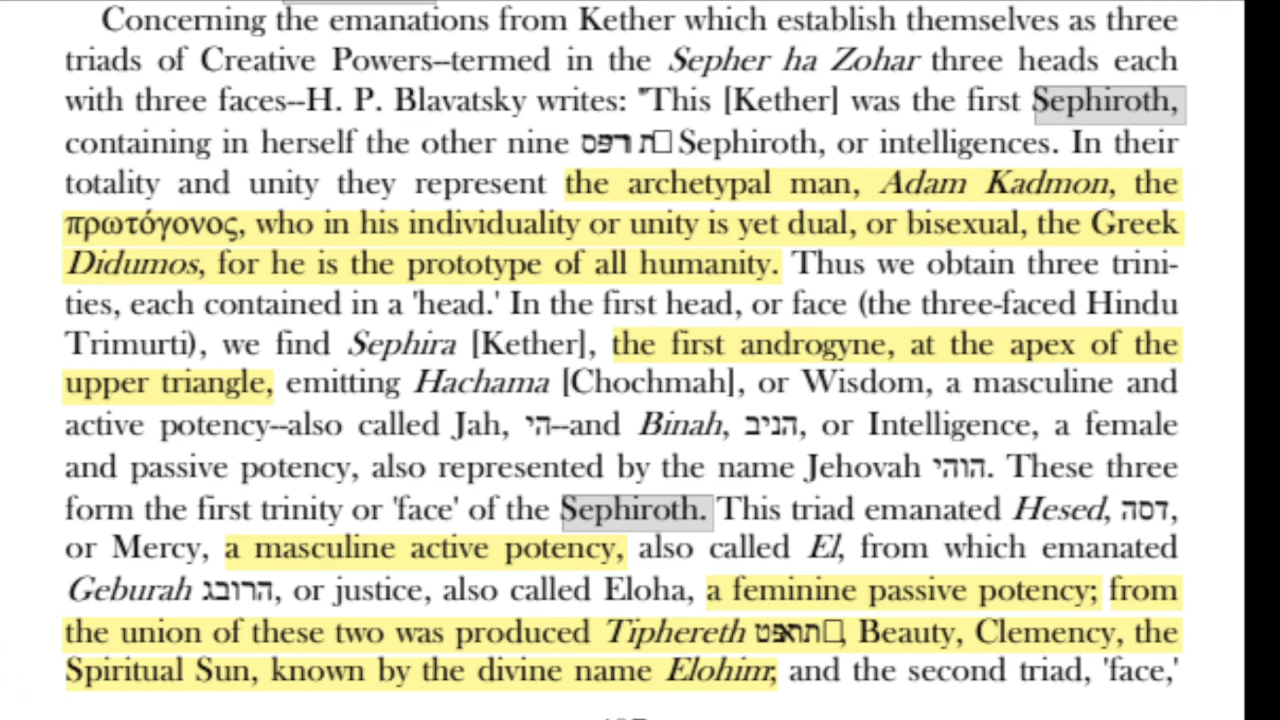 Concerning the emanations from Kether which establish themselves as three
triads of Creative Powers--termed in the Sepher ha Zohar three heads each
with three faces--H. P. Blavatsky writes: "This [Kether] was the first Sephiroth,
containing in herself the other nine Sephiroth, or intelligences. In their
totality and unity they represent the archetypal man, Adam Kadmon, the
πρωτόγονος, who in his individuality or unity is yet dual, or bisexual, the Greek
Didumos, for he is the prototype of all humanity. Thus we obtain three trini-
ties, each contained in a 'head.' In the first head, or face (the three-faced Hindu
Trimurti), we find Sephira [Kether], the first androgyne, at the apex of the
upper triangle, emitting Hachama [Chochmah], or Wisdom, a masculine and
active potency--also called Jah, הי--and Binah, הניב, or Intelligence, a female
and passive potency, also represented by the name Jehovah הוהי. These three
form the first trinity or 'face' of the Sephiroth. This triad emanated Hesed, דסה,
or Mercy, a masculine active potency, also called El, from which emanated
Geburah הרובג, or justice, also called Eloha, a feminine passive potency; from
the union of these two was produced Tiphereth, Beauty, Clemency, the
Spiritual Sun, known by the divine name Elohim; and the second triad, 'face,'